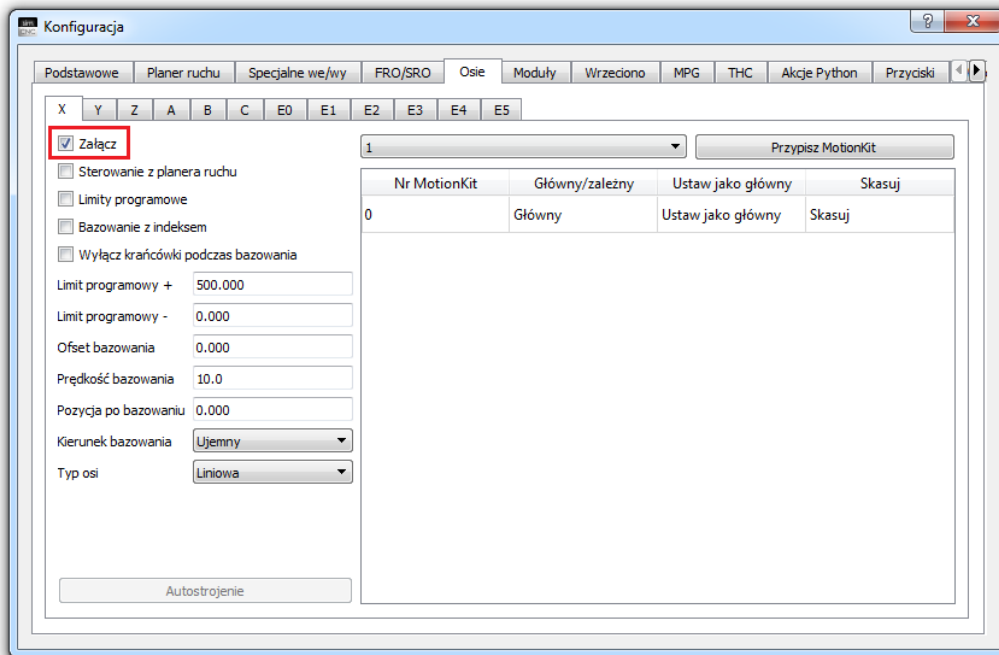 Konfiguracja
Podstawowe Planer ruchu Specjalne we/wy FRO/SRO Osie Moduły Wrzeciono MPG THC Akcje Python Przyciski
X Y Z A B C E0 E1 E2 E3 E4 E5
Załącz
1 Przypisz MotionKit
Sterowanie z planera ruchu
Limity programowe
Bazowanie z indeksem
Wyłącz krańcówki podczas bazowania
Limit programowy + 500.000
Limit programowy - 0.000
Ofset bazowania 0.000
Prędkość bazowania 10.0
Pozycja po bazowaniu 0.000
Kierunek bazowania Ujemny
Typ osi Liniowa
Autostrojenie
Nr MotionKit Główny/zależny Ustaw jako główny Skasuj
0 Główny Ustaw jako główny Skasuj